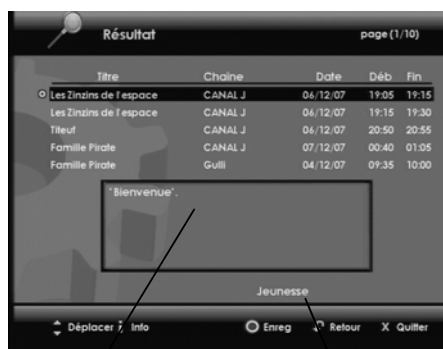 Résultat page (1/10)
Titre Chaîne Date Déb Fin
Les Zinzins de l'espace CANAL J 06/12/07 19:05 19:15
Les Zinzins de l'espace CANAL J 06/12/07 19:15 19:30
Titeuf CANAL J 06/12/07 20:50 20:55
Famille Pirate CANAL J 07/12/07 00:40 01:05
Famille Pirate Gulli 04/12/07 09:35 10:00
"Bienvenue".
Jeunesse
Déplacer i Info Enreg Retour X Quitter